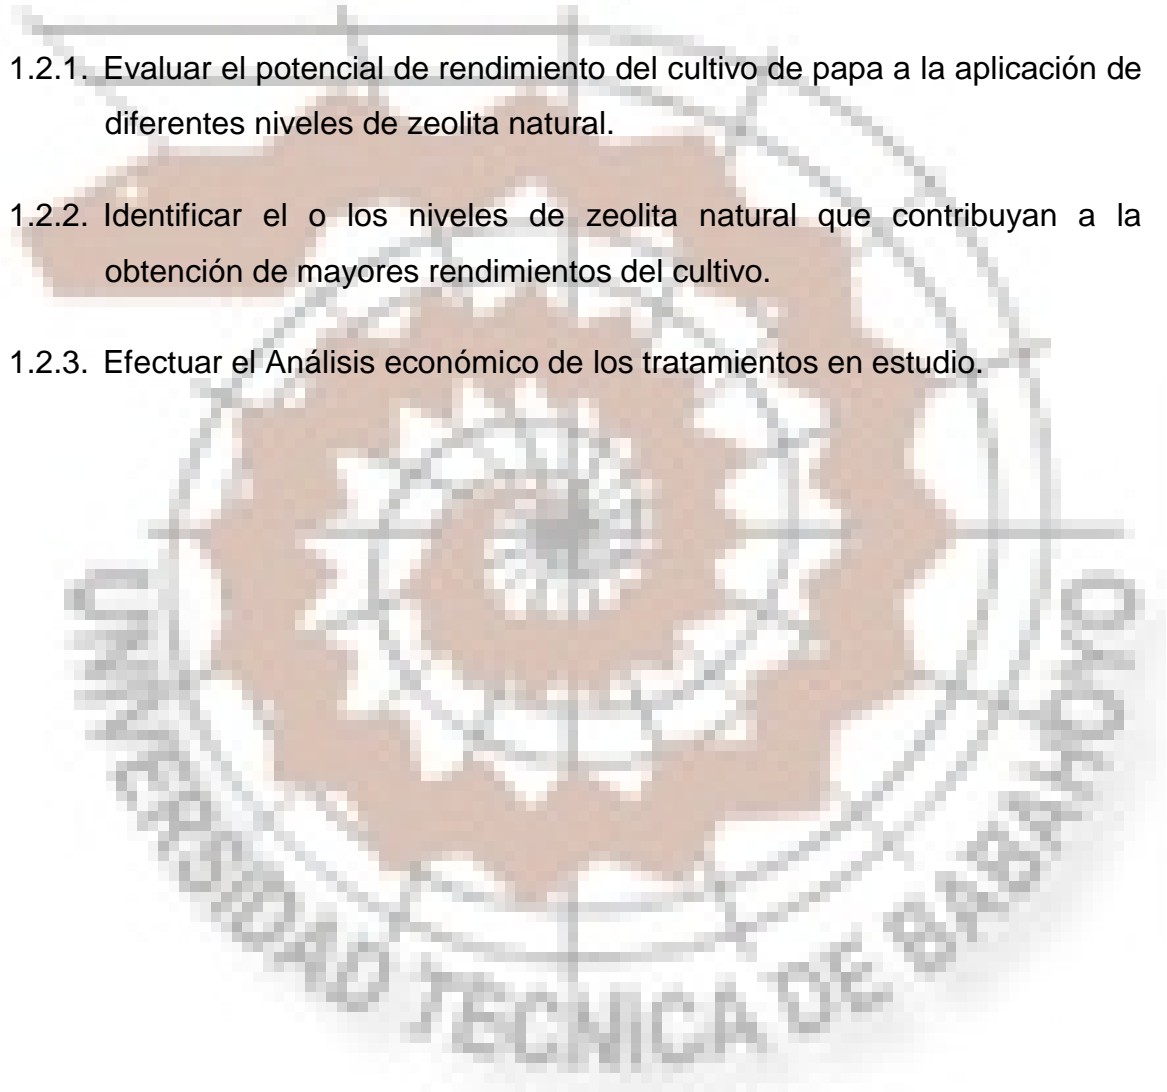 1.2.1. Evaluar el potencial de rendimiento del cultivo de papa a la aplicación de
diferentes niveles de zeolita natural.
1.2.2. Identificar el o los niveles de zeolita natural que contribuyan a la
obtención de mayores rendimientos del cultivo.
1.2.3. Efectuar el Análisis económico de los tratamientos en estudio.
UNIVERSIDAD TECNICA DE BABAHOYO